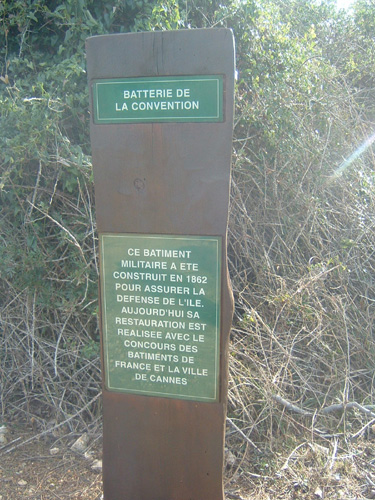 BATTERIE DE
LA CONVENTION
CE BATIMENT
MILITAIRE A ETE
CONSTRUIT EN 1862
POUR ASSURER LA
DEFENSE DE L'ILE.
AUJOURD'HUI SA
RESTAURATION EST
REALISEE AVEC LE
CONCOURS DES
BATIMENTS DE
FRANCE ET LA VILLE
DE CANNES